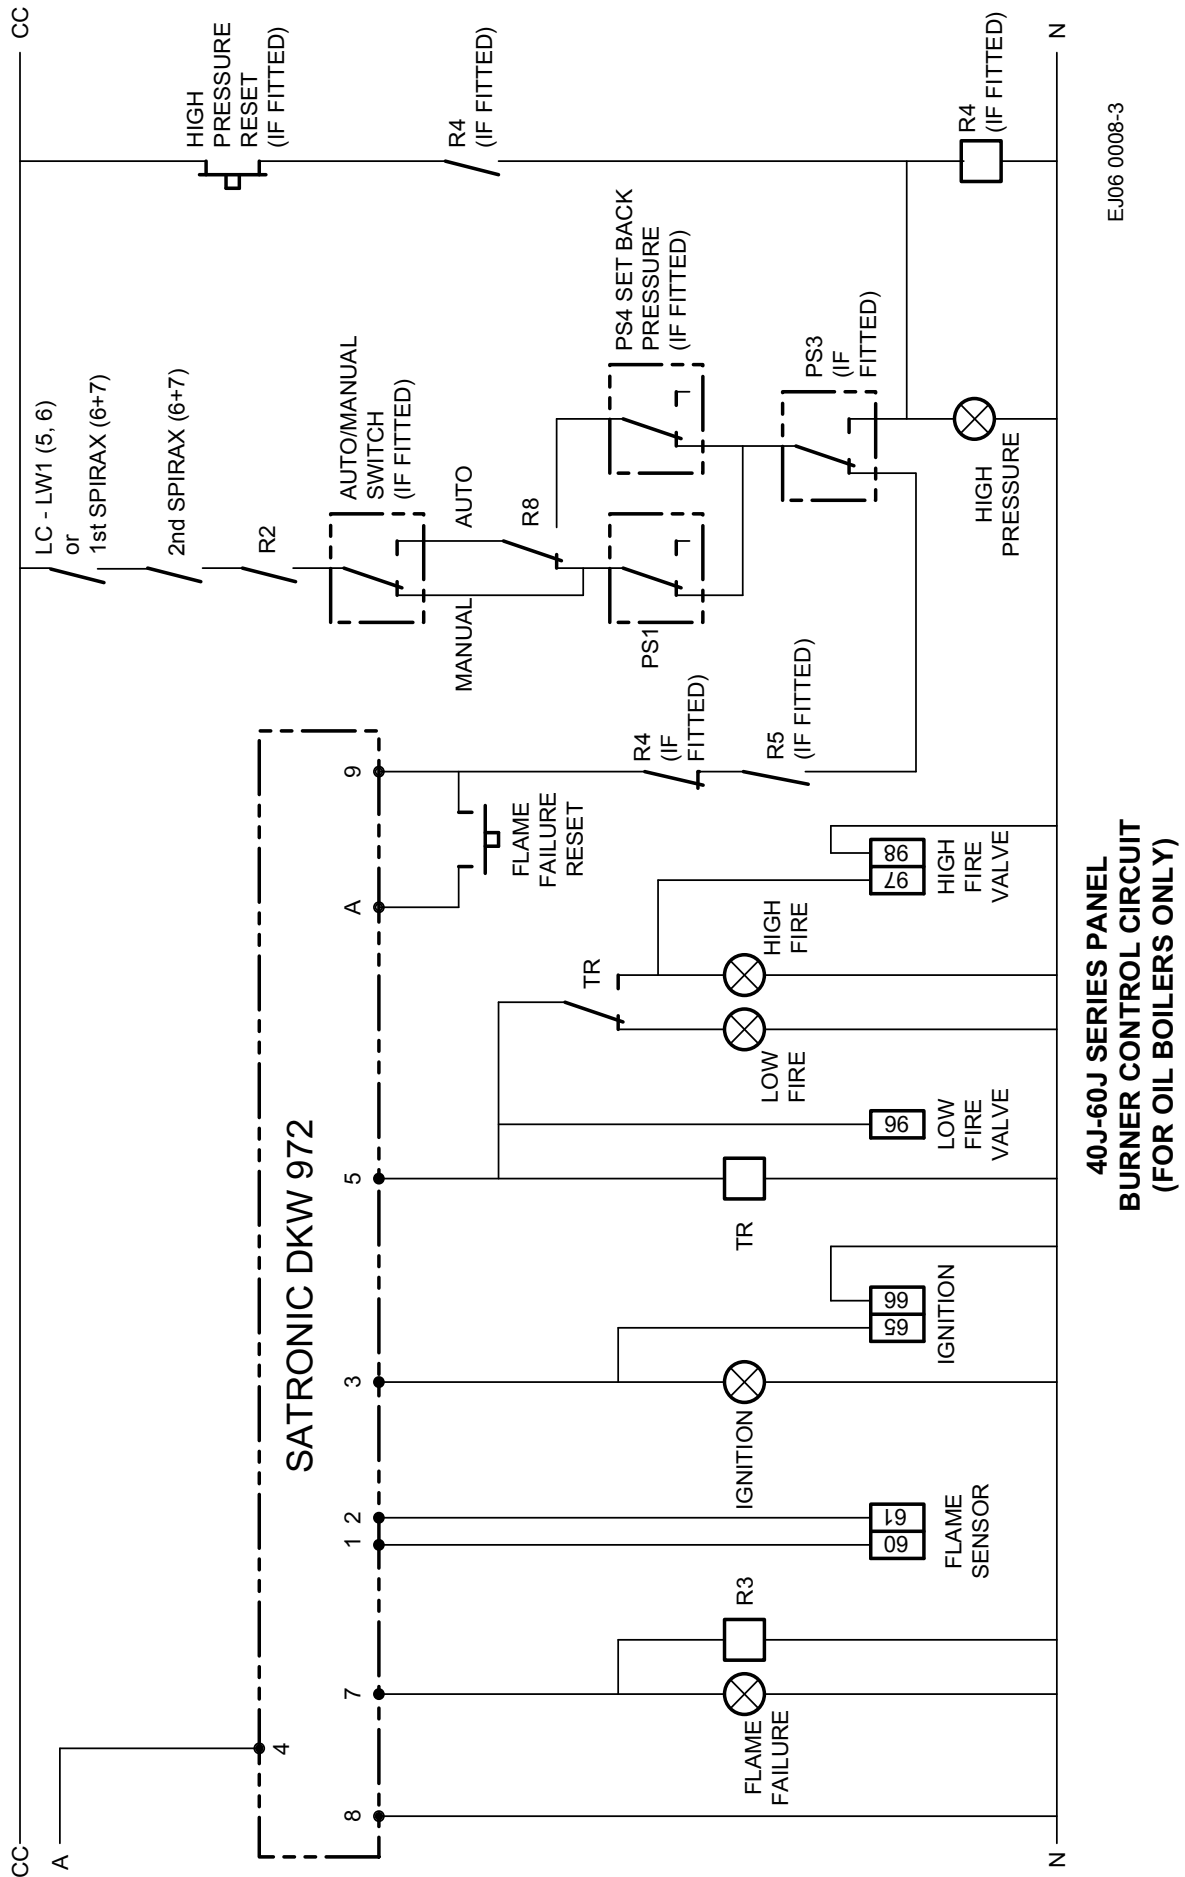 CC
A
CC
SATRONIC DKW 972
4
8
7
1
2
3
5
A
9
LC - LW1 (5, 6)
or
1st SPIRAX (6+7)
2nd SPIRAX (6+7)
R2
AUTO/MANUAL
SWITCH
(IF FITTED)
MANUAL
AUTO
R8
PS1
PS4 SET BACK
PRESSURE
(IF FITTED)
PS3
(IF
FITTED)
HIGH
PRESSURE
RESET
(IF FITTED)
R4
(IF FITTED)
R4
(IF FITTED)
HIGH
PRESSURE
FLAME
FAILURE
RESET
R4
(IF
FITTED)
R5
(IF FITTED)
FLAME
FAILURE
R3
60
61
FLAME
SENSOR
IGNITION
65
66
IGNITION
TR
96
LOW
FIRE
VALVE
TR
LOW
FIRE
HIGH
FIRE
97
98
HIGH
FIRE
VALVE
N
N
40J-60J SERIES PANEL
BURNER CONTROL CIRCUIT
(FOR OIL BOILERS ONLY)
EJ06 0008-3